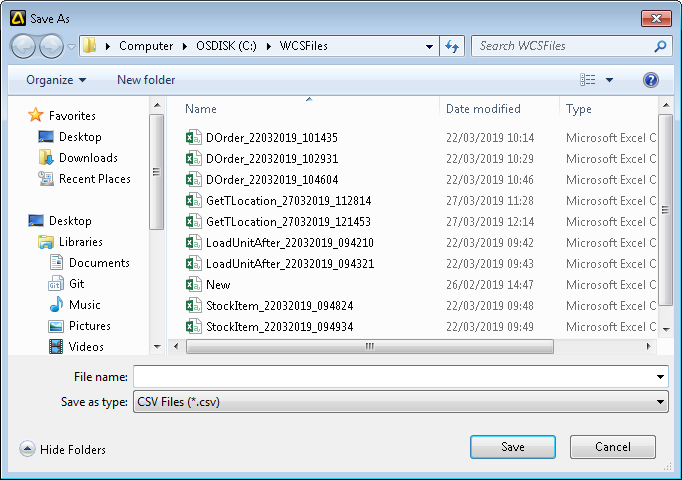 Save As
Computer OSDISK (C:) WCSFiles Search WCSFiles
Organize New folder
Favorites
Desktop
Downloads
Recent Places
Desktop
Libraries
Documents
Git
Music
Pictures
Videos
Name Date modified Type
DOrder_22032019_101435 22/03/2019 10:14 Microsoft Excel C
DOrder_22032019_102931 22/03/2019 10:29 Microsoft Excel C
DOrder_22032019_104604 22/03/2019 10:46 Microsoft Excel C
GetTLocation_27032019_112814 27/03/2019 11:28 Microsoft Excel C
GetTLocation_27032019_121453 27/03/2019 12:14 Microsoft Excel C
LoadUnitAfter_22032019_094210 22/03/2019 09:42 Microsoft Excel C
LoadUnitAfter_22032019_094321 22/03/2019 09:43 Microsoft Excel C
New 26/02/2019 14:47 Microsoft Excel C
StockItem_22032019_094824 22/03/2019 09:48 Microsoft Excel C
StockItem_22032019_094934 22/03/2019 09:49 Microsoft Excel C
File name:
Save as type: CSV Files (*.csv)
Hide Folders Save Cancel